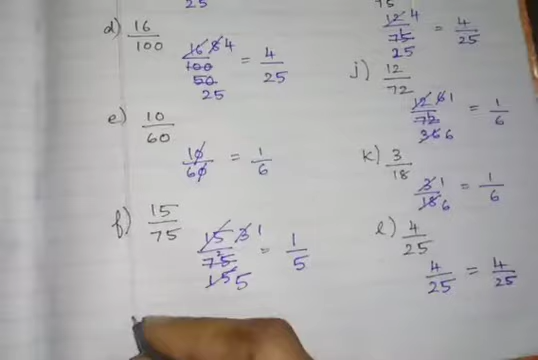 25
d) 16/100
16 8 4/100 50 25 = 4/25
e) 10/60
10/60 = 1/6
f) 15/75
15 3 1/75 15 5 = 1/5
75
12 4/75 25 = 4/25
j) 12/72
12 6 1/72 36 6 = 1/6
k) 3/18
3 1/18 6 = 1/6
l) 4/25
4/25 = 4/25